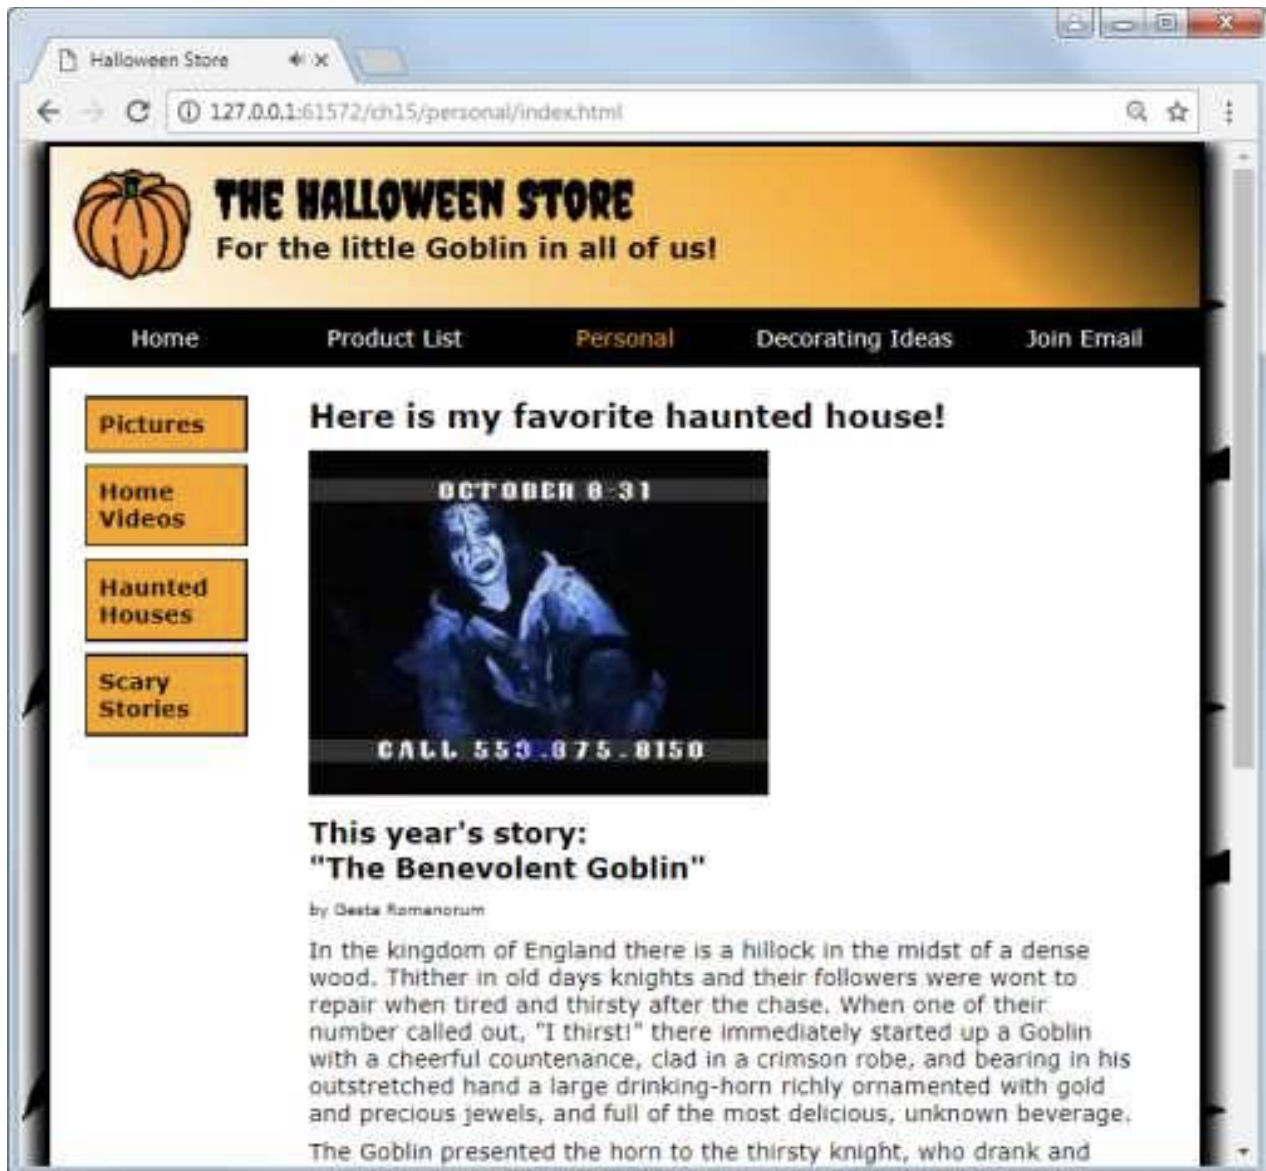 Halloween Store
127.0.0.1:61572/ch15/personal/index.html
THE HALLOWEEN STORE
For the little Goblin in all of us!
Home
Product List
Personal
Decorating Ideas
Join Email
Pictures
Home
Videos
Haunted
Houses
Scary
Stories
Here is my favorite haunted house!
OCTOBER 8-31
CALL
This year's story:
"The Benevolent Goblin"
by Gesta Romanorum
In the kingdom of England there is a hillock in the midst of a dense
wood. Thither in old days knights and their followers were wont to
repair when tired and thirsty after the chase. When one of their
number called out, "I thirst!" there immediately started up a Goblin
with a cheerful countenance, clad in a crimson robe, and bearing in his
outstretched hand a large drinking-horn richly ornamented with gold
and precious jewels, and full of the most delicious, unknown beverage.
The Goblin presented the horn to the thirsty knight, who drank and